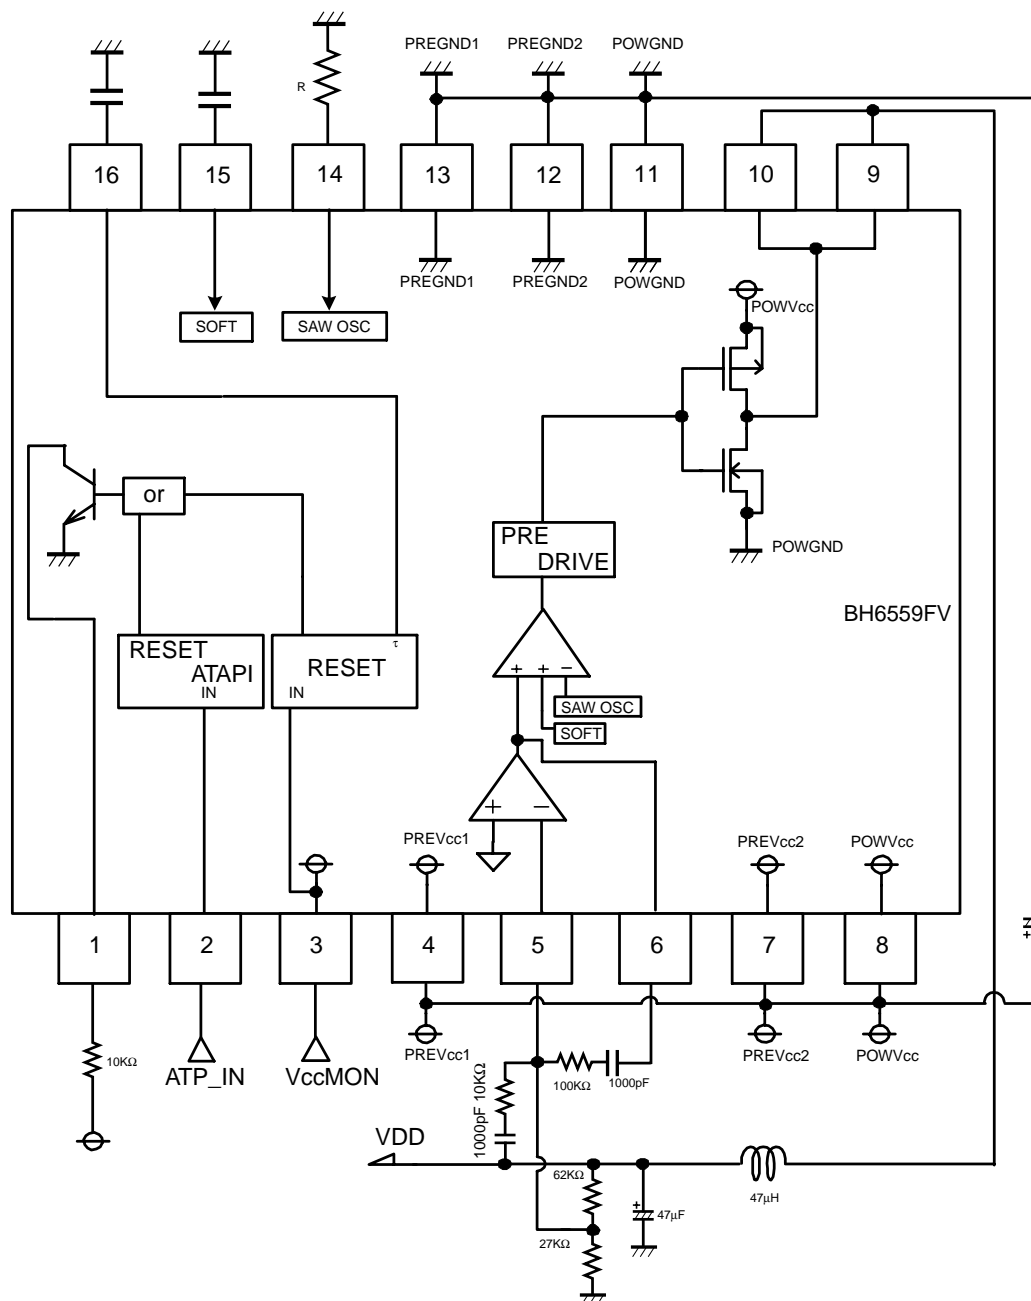 R
PREGND1
PREGND2
POWGND
16
15
14
13
12
11
10
9
PREGND1
PREGND2
POWGND
SOFT
SAW OSC
POWVcc
or
PRE
DRIVE
POWGND
BH6559FV
RESET
ATAPI
IN
τ
RESET
IN
+
+
−
SAW OSC
SOFT
+
−
PREVcc1
PREVcc2
POWVcc
1
2
3
4
5
6
7
8
10KΩ
ATP_IN
VccMON
PREVcc1
PREVcc2
POWVcc
1000pF 10KΩ
100KΩ
1000pF
VDD
62KΩ
27KΩ
+
47µF
47µH